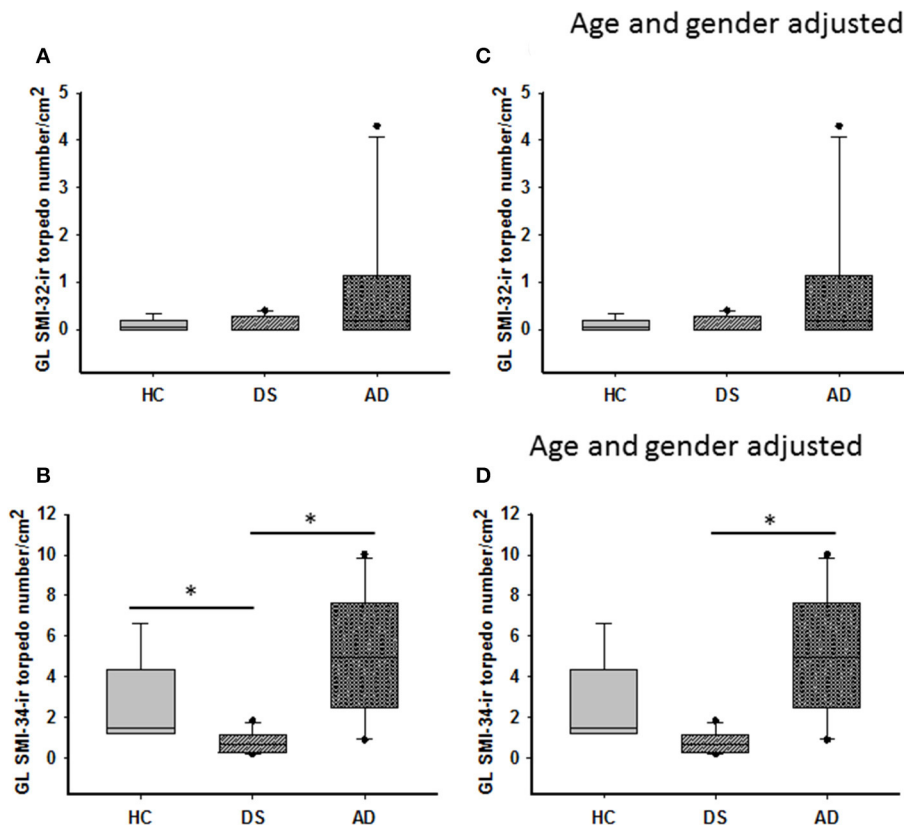 Age and gender adjusted
A
GL SMI-32-ir torpedo number/cm2
5
4
3
2
1
0
HC DS AD
C
GL SMI-32-ir torpedo number/cm2
5
4
3
2
1
0
HC DS AD
Age and gender adjusted
B
GL SMI-34-ir torpedo number/cm2
12
10
8
6
4
2
0
*
*
HC DS AD
D
GL SMI-34-ir torpedo number/cm2
12
10
8
6
4
2
0
*
HC DS AD